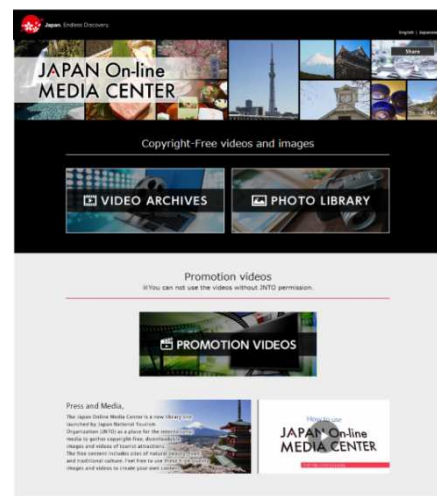 Japan. Endless Discovery.
English | Japanese
Share
JAPAN On-line
MEDIA CENTER
Copyright-Free videos and images
VIDEO ARCHIVES
PHOTO LIBRARY
Promotion videos
※You can not use the videos without JNTO permission.
PROMOTION VIDEOS
Press and Media,
The Japan Online Media Center is a new library site
launched by Japan National Tourism
Organization (JNTO) as a place for the international
media to gather copyright-free, downloadable
images and videos of tourist attractions.
The free content includes sites of natural beauty
and traditional culture. Feel free to use these
images and videos to create your own content.
How to use
JAPAN On-line
MEDIA CENTER